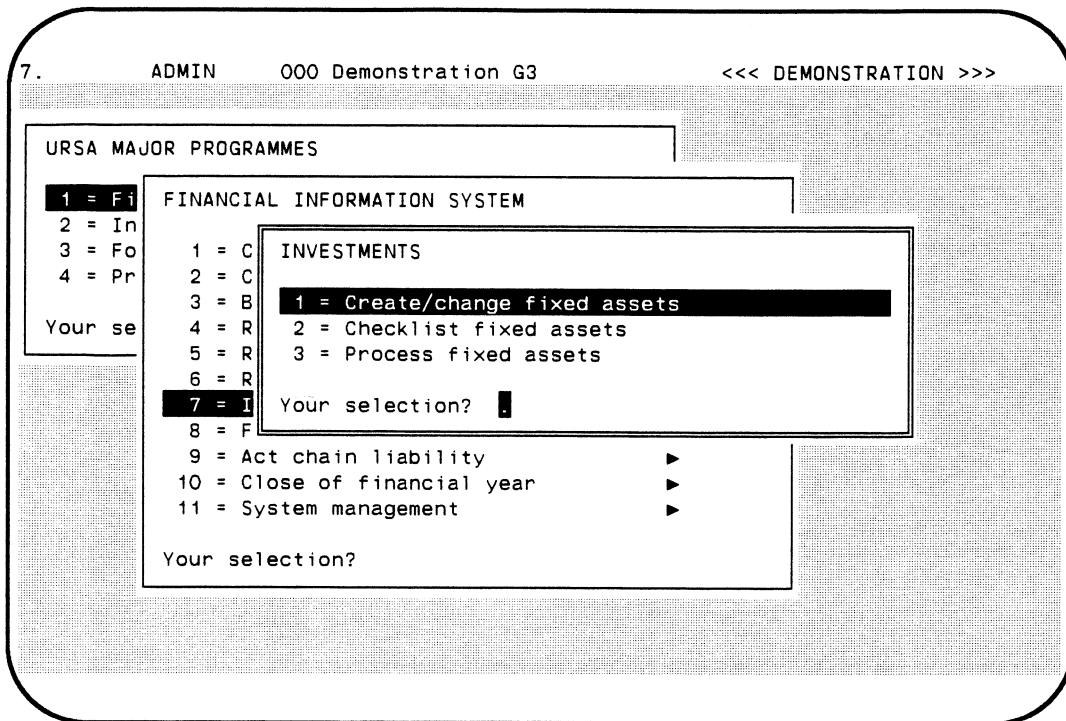 7. ADMIN 000 Demonstration G3 <<< DEMONSTRATION >>>
URSA MAJOR PROGRAMMES
1 = Fi
2 = In
3 = Fo
4 = Pr
Your se
FINANCIAL INFORMATION SYSTEM
1 = C
2 = C
3 = B
4 = R
5 = R
6 = R
7 = I
8 = F
9 = Act chain liability ►
10 = Close of financial year ►
11 = System management ►
Your selection?
INVESTMENTS
1 = Create/change fixed assets
2 = Checklist fixed assets
3 = Process fixed assets
Your selection? .